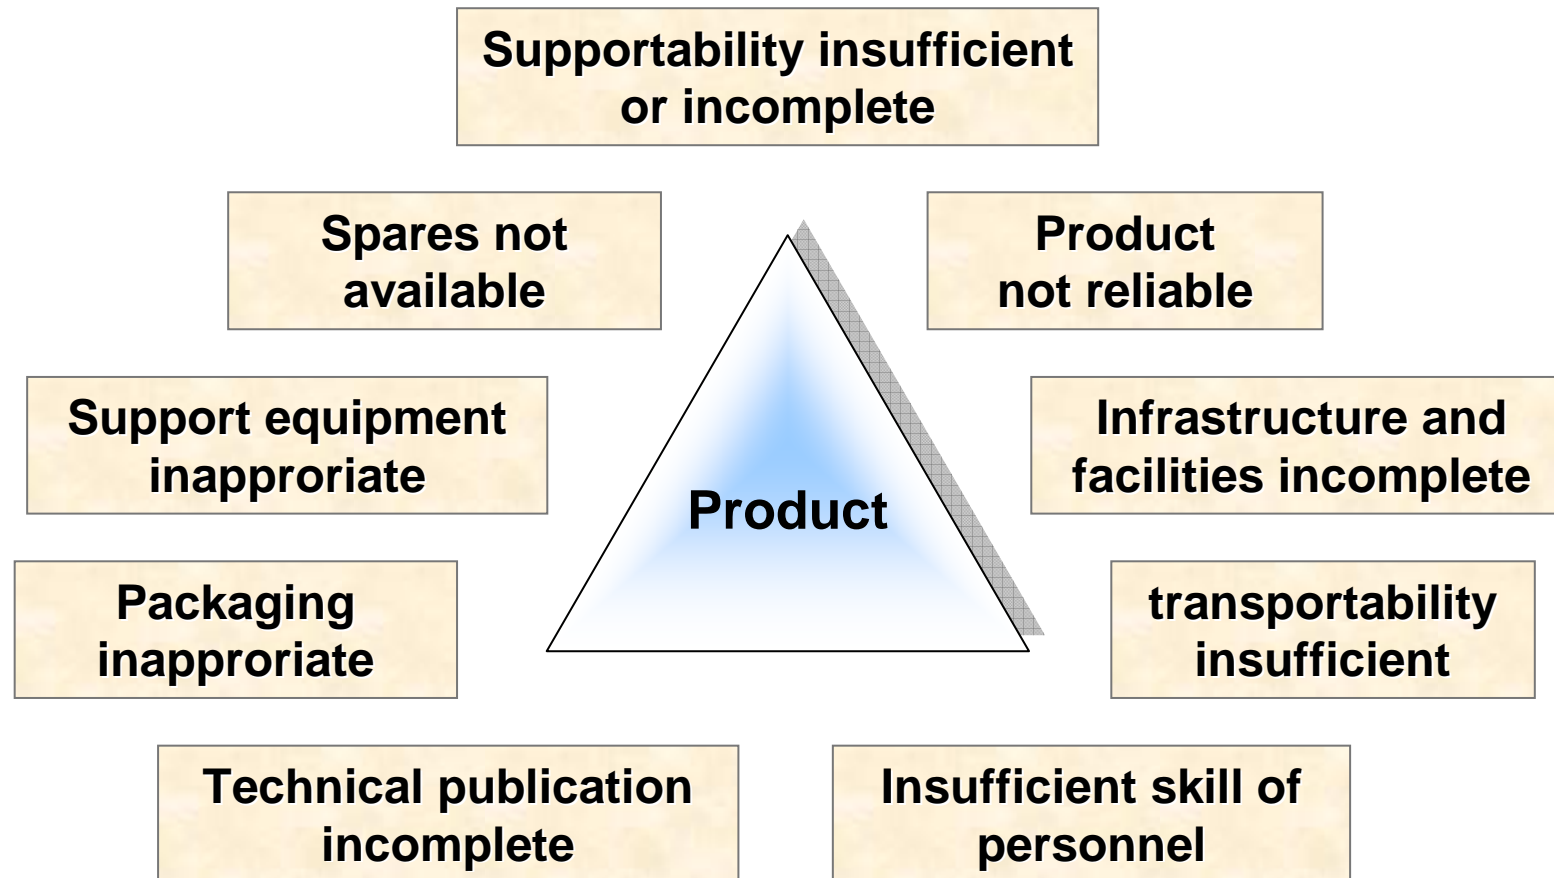 Supportability insufficient
or incomplete
Spares not
available
Product
not reliable
Support equipment
inapproriate
Infrastructure and
facilities incomplete
Product
Packaging
inapproriate
transportability
insufficient
Technical publication
incomplete
Insufficient skill of
personnel